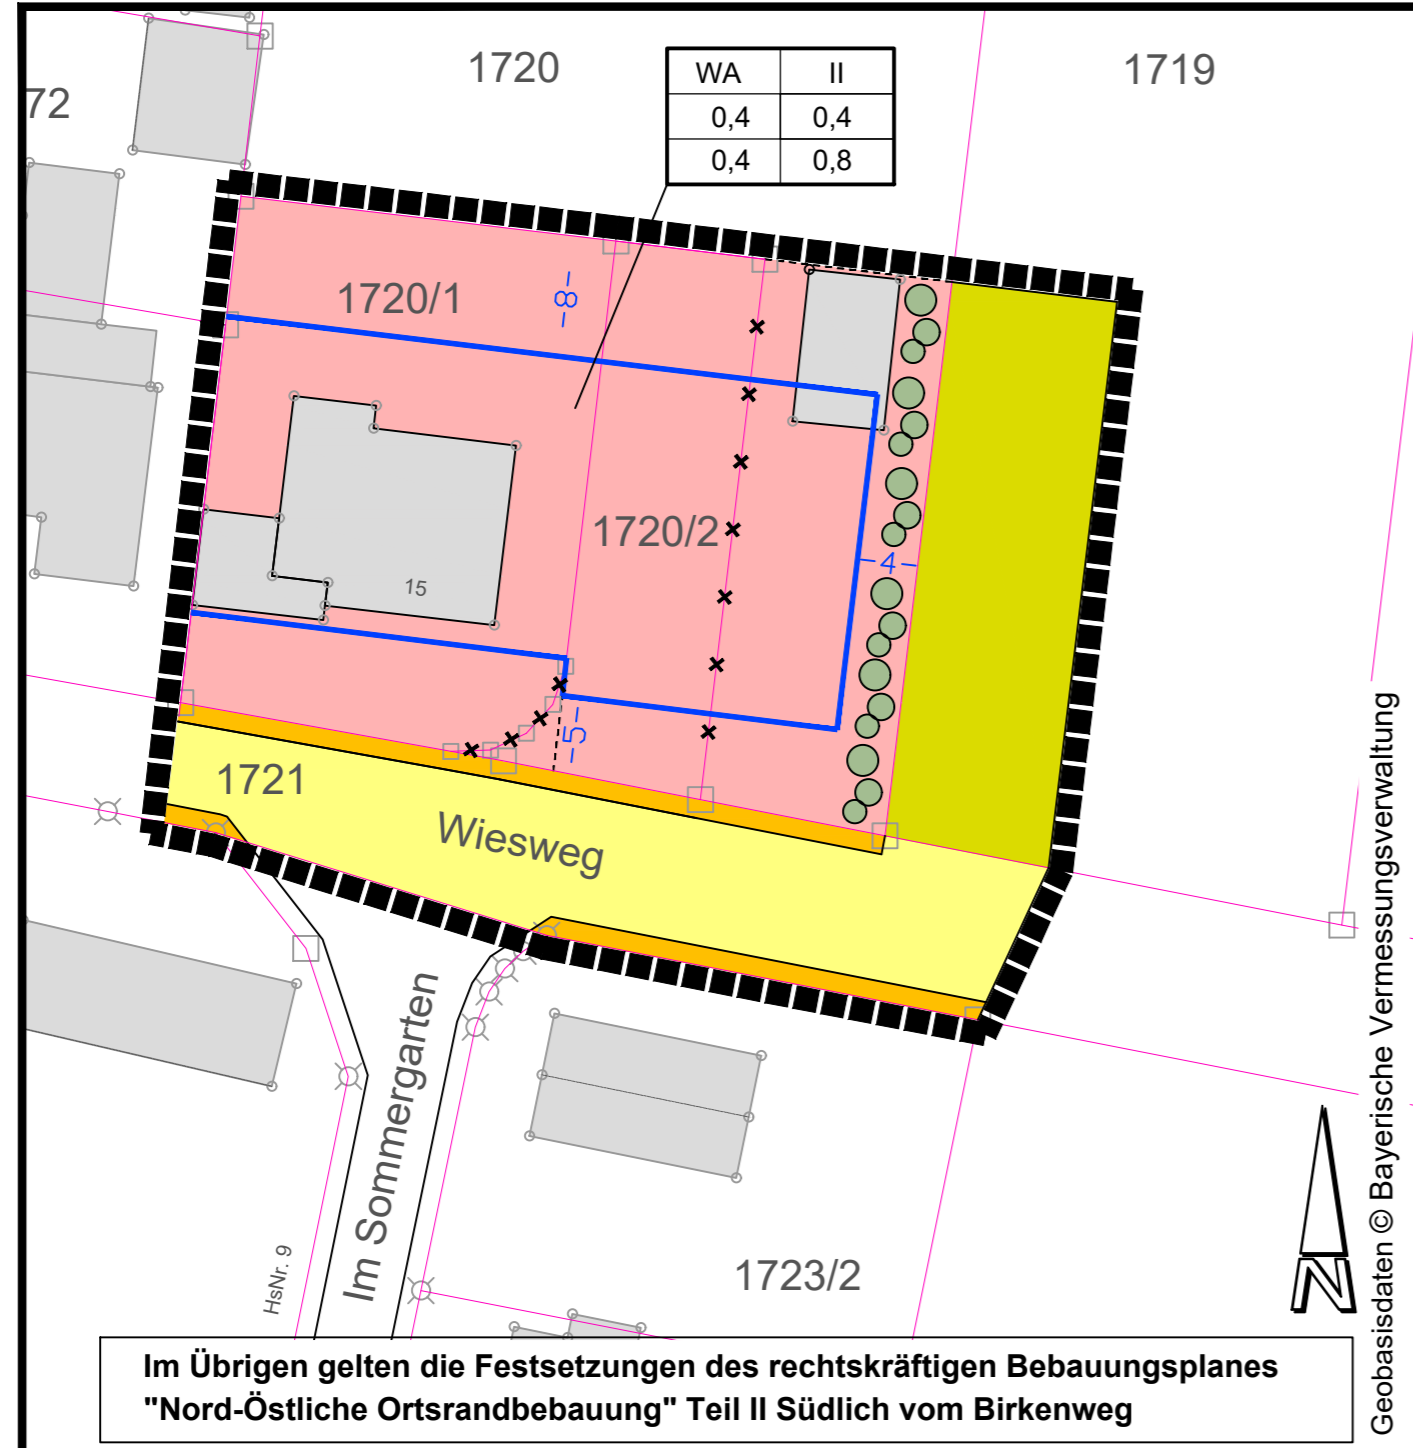 1720
1719
72
WA II
0,4 0,4
0,4 0,8
1720/1
-8-
1720/2
-4-
15
-5-
1721
Wiesweg
Im Sommergarten
HsNr. 9
1723/2
N
Geobasisdaten © Bayerische Vermessungsverwaltung
Im Übrigen gelten die Festsetzungen des rechtskräftigen Bebauungsplanes
"Nord-Östliche Ortsrandbebauung" Teil II Südlich vom Birkenweg